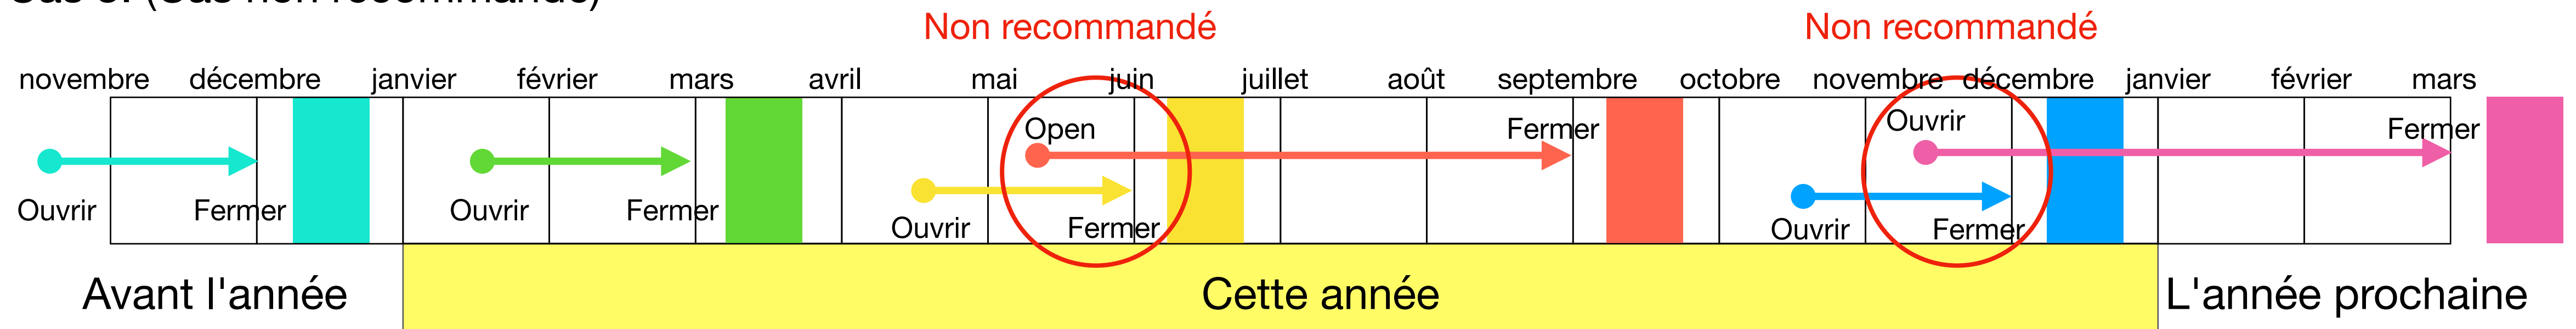 Non recommandé Non recommandé
novembre décembre janvier février mars avril mai juin juillet août septembre octobre novembre décembre janvier février mars
Open Fermer Ouvrir Fermer
Ouvrir Fermer Ouvrir Fermer Ouvrir Fermer Ouvrir Fermer
Avant l'année Cette année L'année prochaine